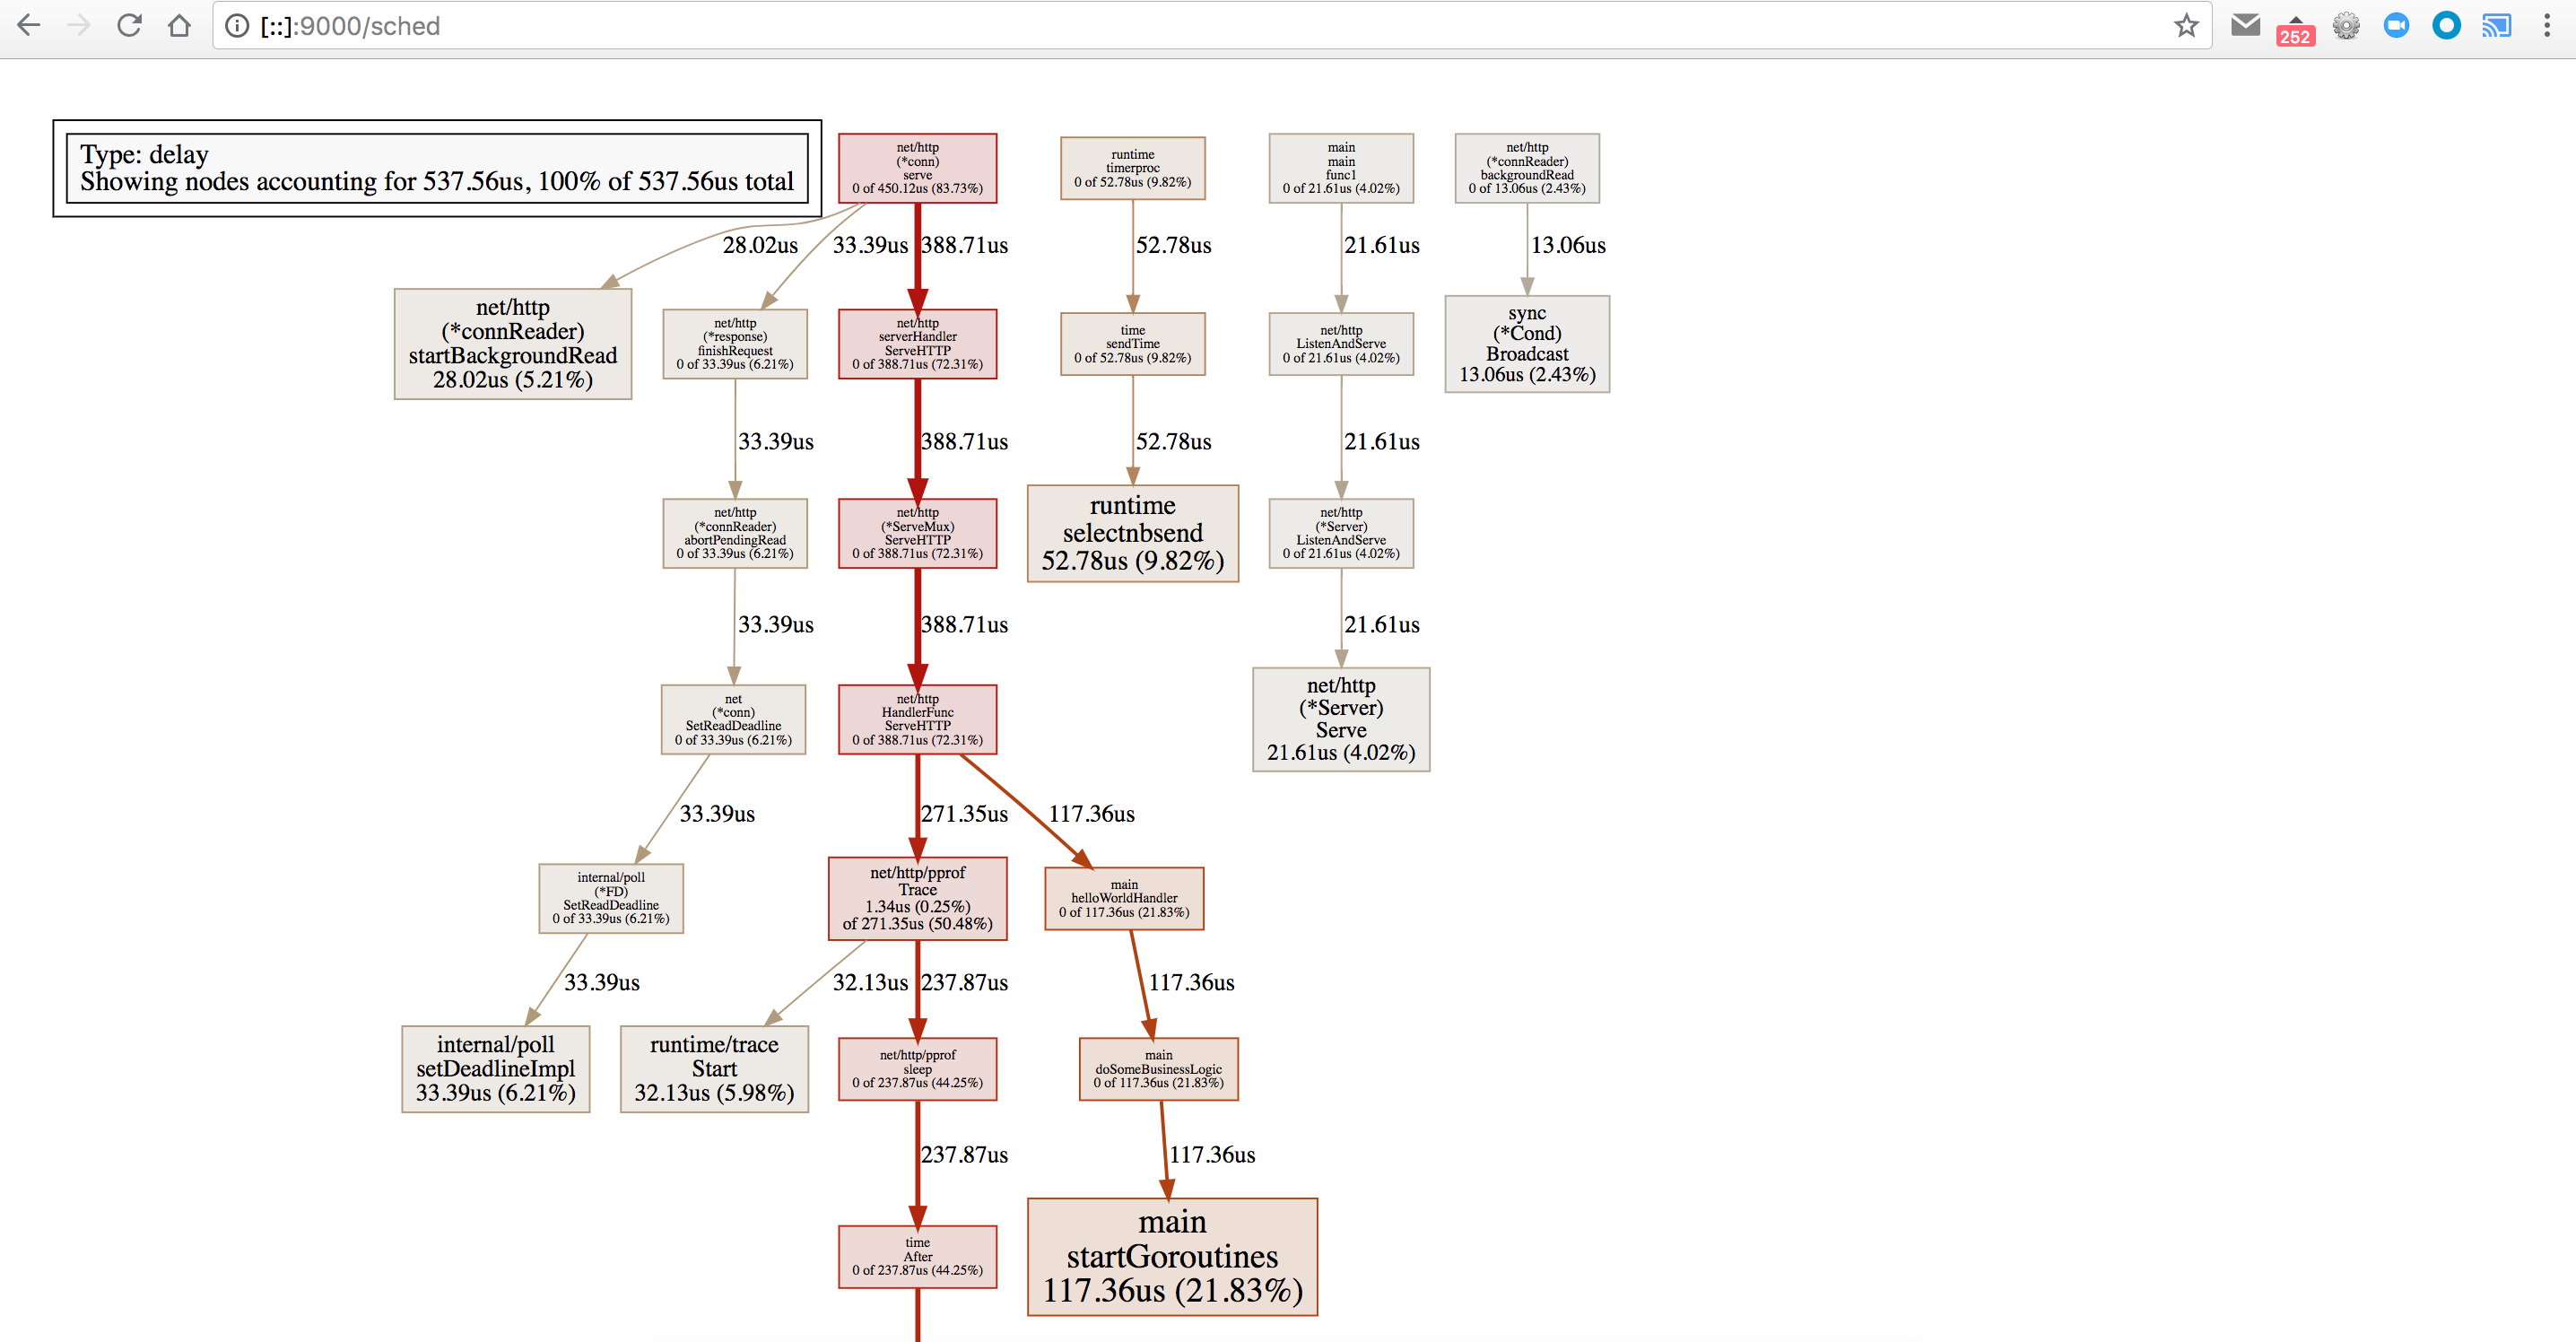 [::]:9000/sched
252
Type: delay
Showing nodes accounting for 537.56us, 100% of 537.56us total
net/http
(*conn)
serve
0 of 450.12us (83.73%)
runtime
timerproc
0 of 52.78us (9.82%)
main
main
func1
0 of 21.61us (4.02%)
net/http
(*connReader)
backgroundRead
0 of 13.06us (2.43%)
28.02us
33.39us
388.71us
52.78us
21.61us
13.06us
net/http
(*connReader)
startBackgroundRead
28.02us (5.21%)
net/http
(*response)
finishRequest
0 of 33.39us (6.21%)
net/http
serverHandler
ServeHTTP
0 of 388.71us (72.31%)
time
sendTime
0 of 52.78us (9.82%)
net/http
ListenAndServe
0 of 21.61us (4.02%)
sync
(*Cond)
Broadcast
13.06us (2.43%)
33.39us
388.71us
52.78us
21.61us
net/http
(*connReader)
abortPendingRead
0 of 33.39us (6.21%)
net/http
(*ServeMux)
ServeHTTP
0 of 388.71us (72.31%)
runtime
selectnbsend
52.78us (9.82%)
net/http
(*Server)
ListenAndServe
0 of 21.61us (4.02%)
33.39us
388.71us
21.61us
net
(*conn)
SetReadDeadline
0 of 33.39us (6.21%)
net/http
HandlerFunc
ServeHTTP
0 of 388.71us (72.31%)
net/http
(*Server)
Serve
21.61us (4.02%)
33.39us
271.35us
117.36us
internal/poll
(*FD)
SetReadDeadline
0 of 33.39us (6.21%)
net/http/pprof
Trace
1.34us (0.25%)
of 271.35us (50.48%)
main
helloWorldHandler
0 of 117.36us (21.83%)
33.39us
32.13us
237.87us
117.36us
internal/poll
setDeadlineImpl
33.39us (6.21%)
runtime/trace
Start
32.13us (5.98%)
net/http/pprof
sleep
0 of 237.87us (44.25%)
main
doSomeBusinessLogic
0 of 117.36us (21.83%)
237.87us
117.36us
time
After
0 of 237.87us (44.25%)
main
startGoroutines
117.36us (21.83%)